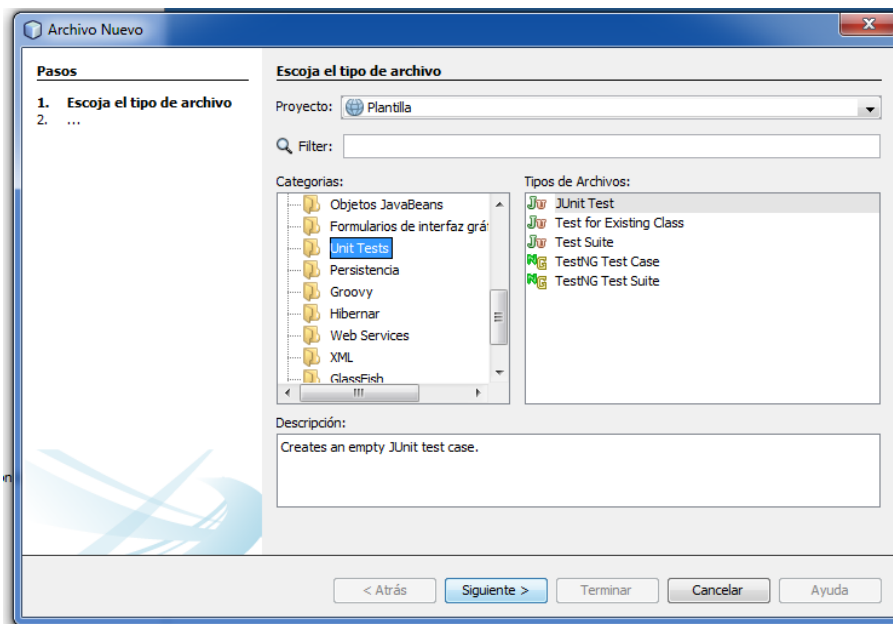 Archivo Nuevo
Pasos
1. Escoja el tipo de archivo
2. ...
Escoja el tipo de archivo
Proyecto: Plantilla
Filter:
Categorias:
Objetos JavaBeans
Formularios de interfaz grá
Unit Tests
Persistencia
Groovy
Hibernar
Web Services
XML
GlassFish
Tipos de Archivos:
JUnit Test
Test for Existing Class
Test Suite
TestNG Test Case
TestNG Test Suite
Descripción:
Creates an empty JUnit test case.
< Atrás
Siguiente >
Terminar
Cancelar
Ayuda